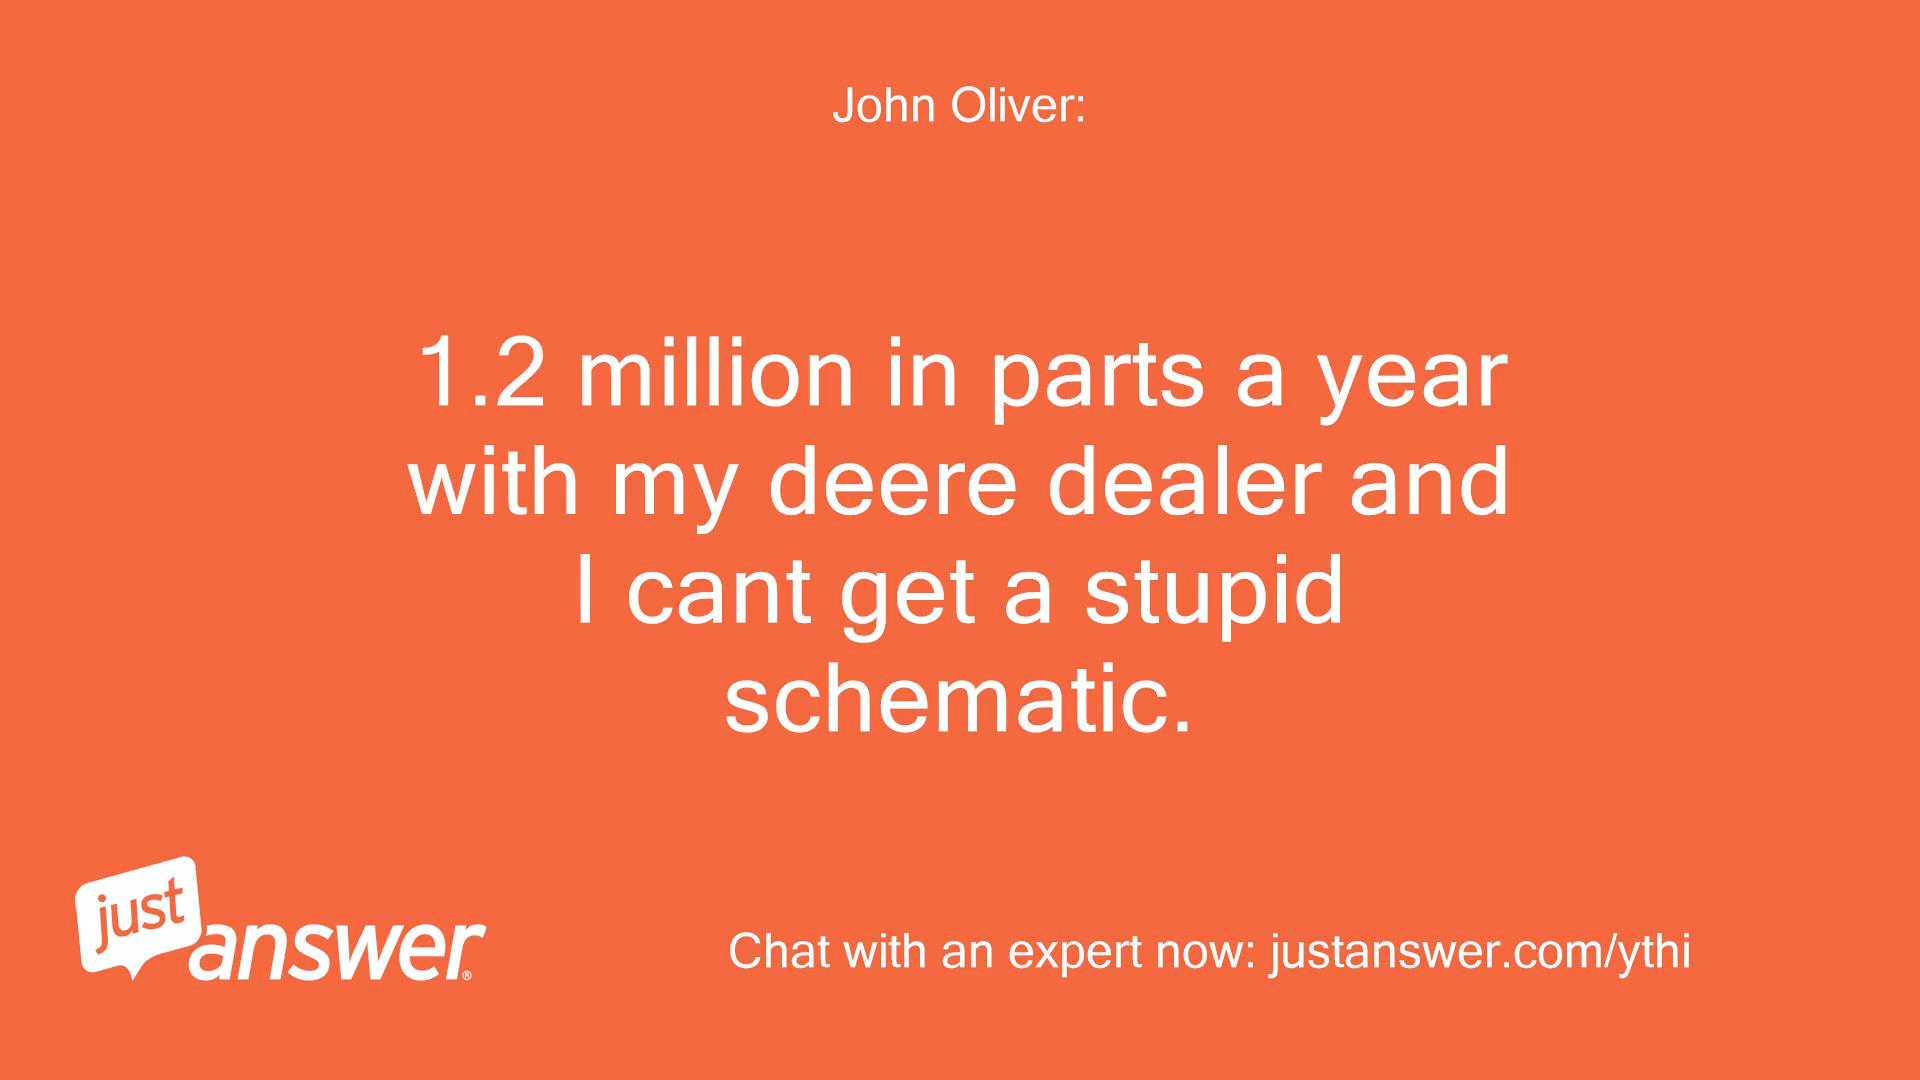 John Oliver:
1.2 million in parts a year
with my deere dealer and
I cant get a stupid
schematic.
just
answer®
Chat with an expert now: justanswer.com/ythi